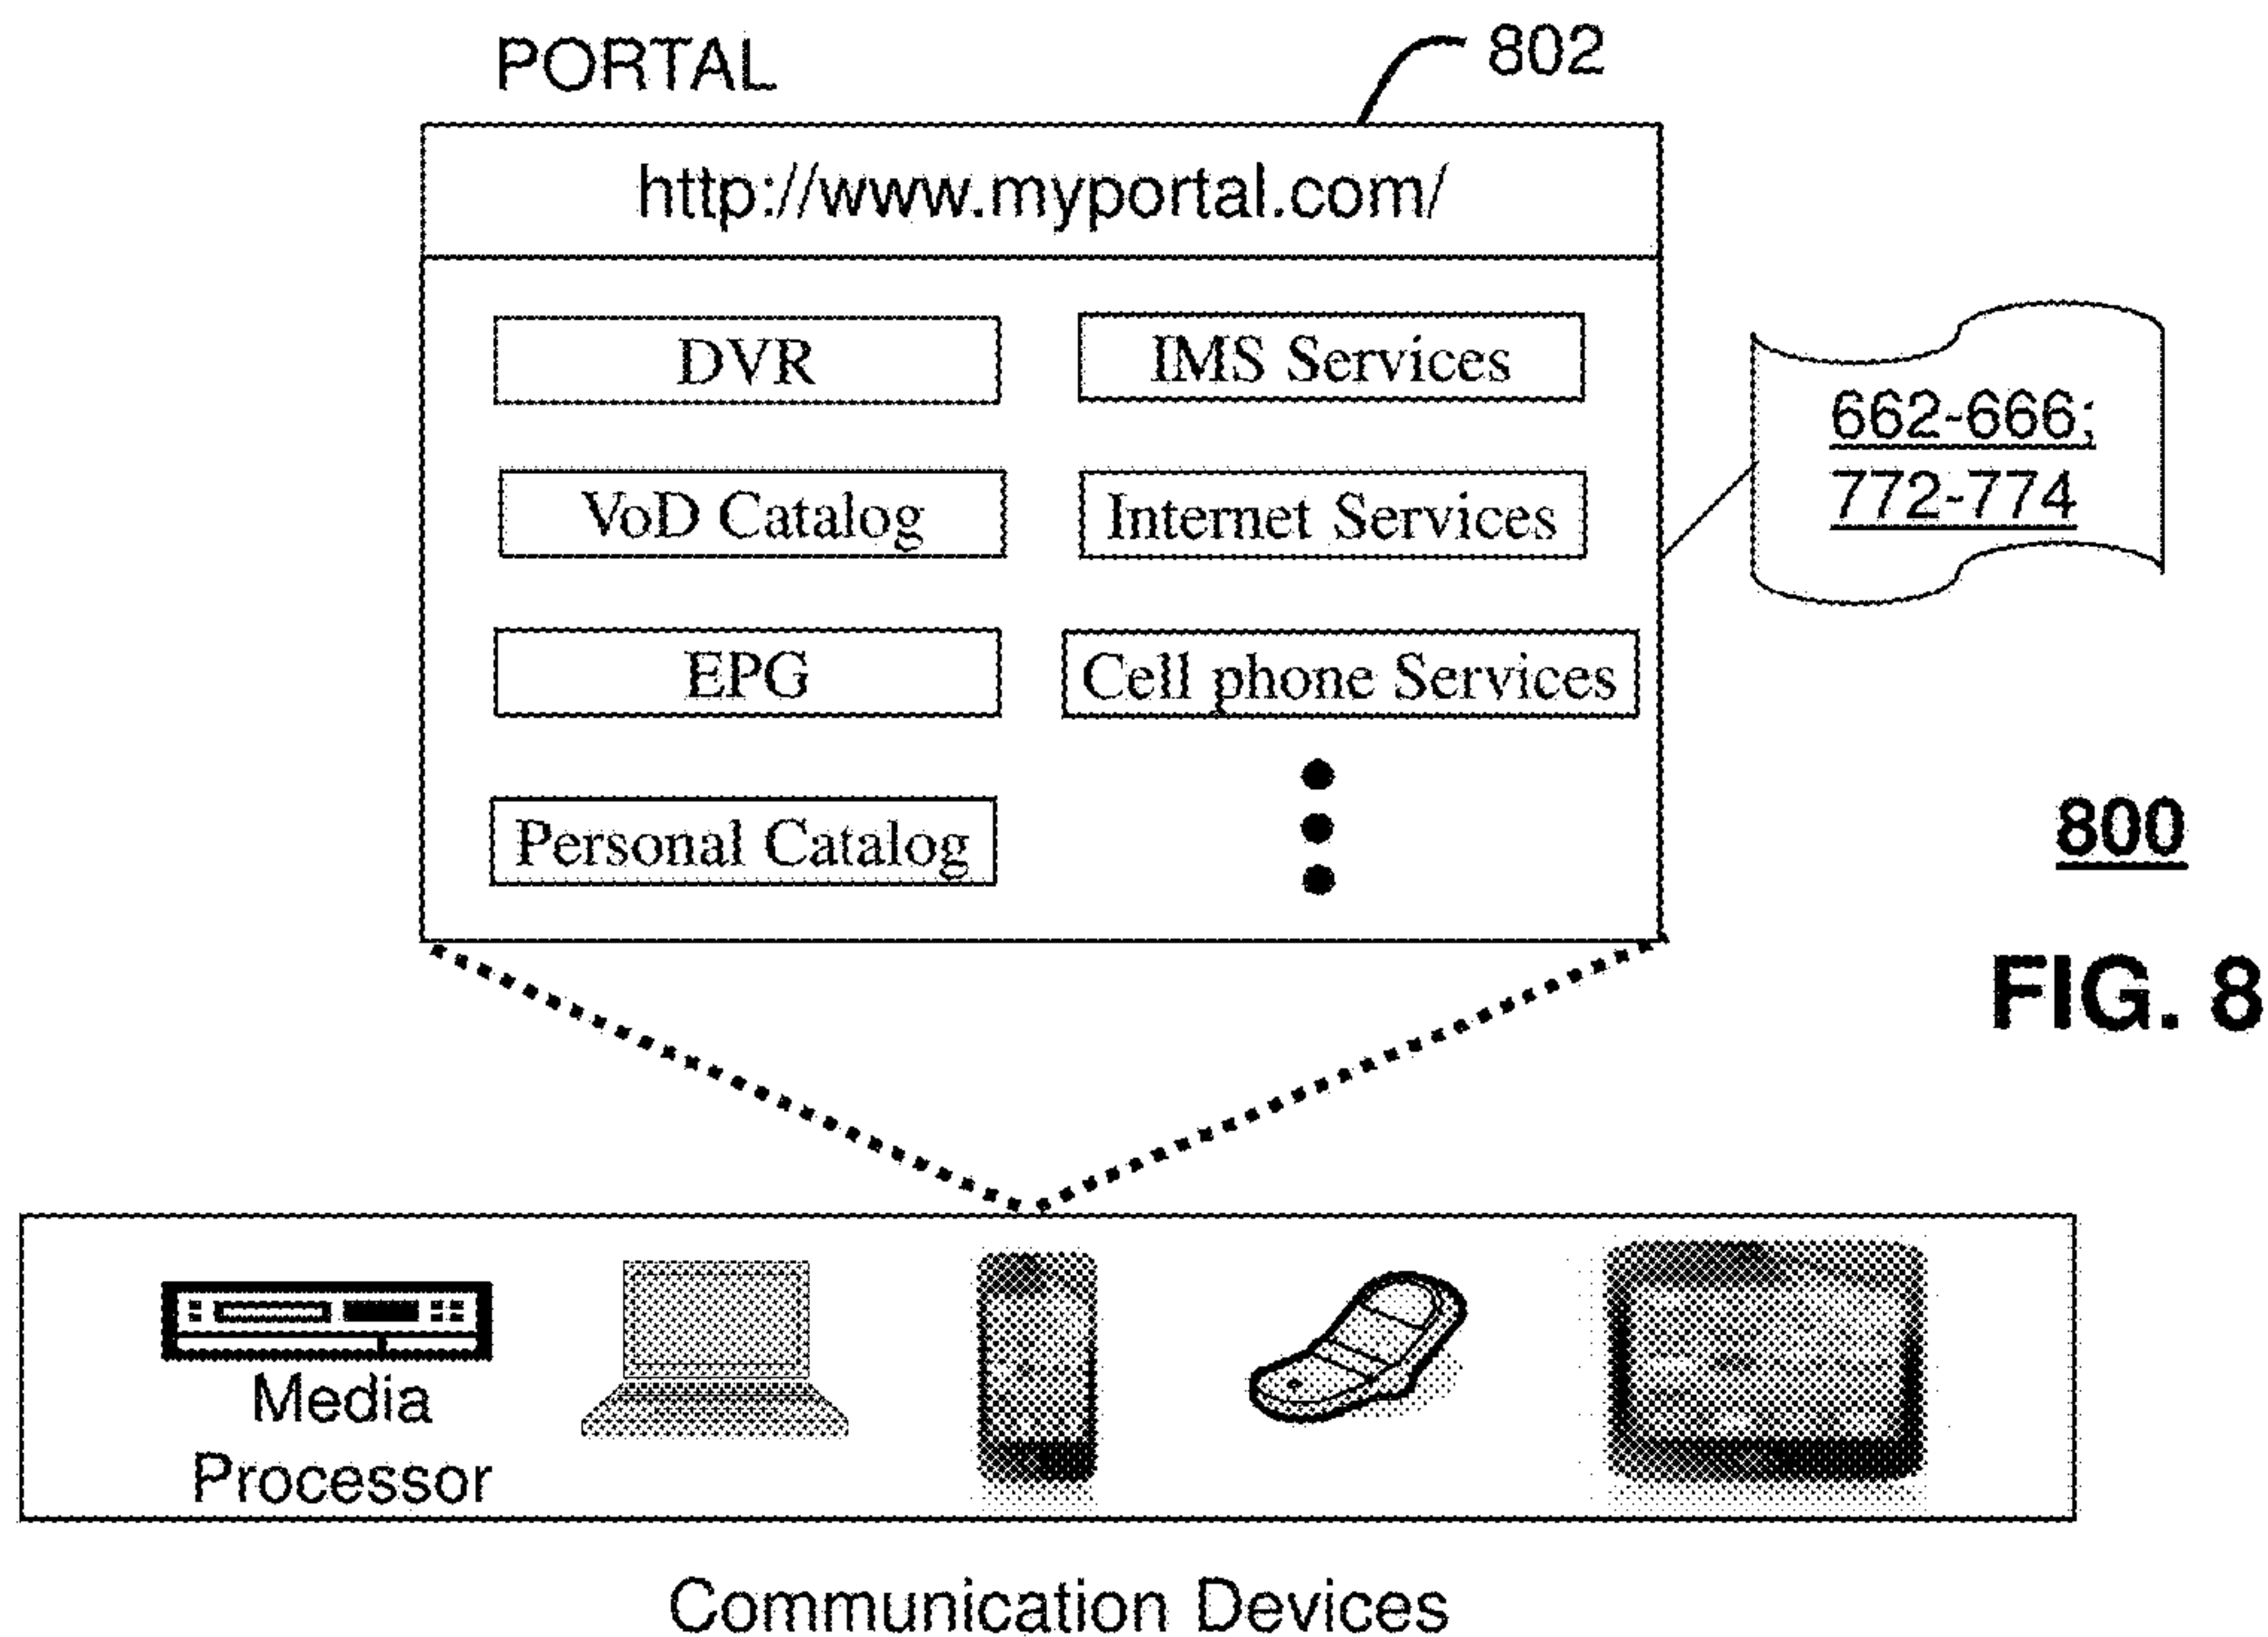 PORTAL
802
http://www.myportal.com/
DVR
IMS Services
VoD Catalog
Internet Services
EPG
Cell phone Services
Personal Catalog
662-666;
772-774
800
FIG. 8
Media
Processor
Communication Devices